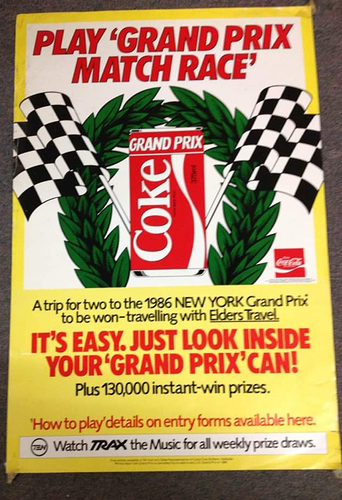 PLAY 'GRAND PRIX
MATCH RACE'
GRAND PRIX
Coke
375ml
Coca-Cola
A trip for two to the 1986 NEW YORK Grand Prix
to be won-travelling with Elders Travel.
IT'S EASY. JUST LOOK INSIDE
YOUR 'GRAND PRIX' CAN!
Plus 130,000 instant-win prizes.
'How to play' details on entry forms available here.
TEN Watch TRAX the Music for all weekly prize draws.